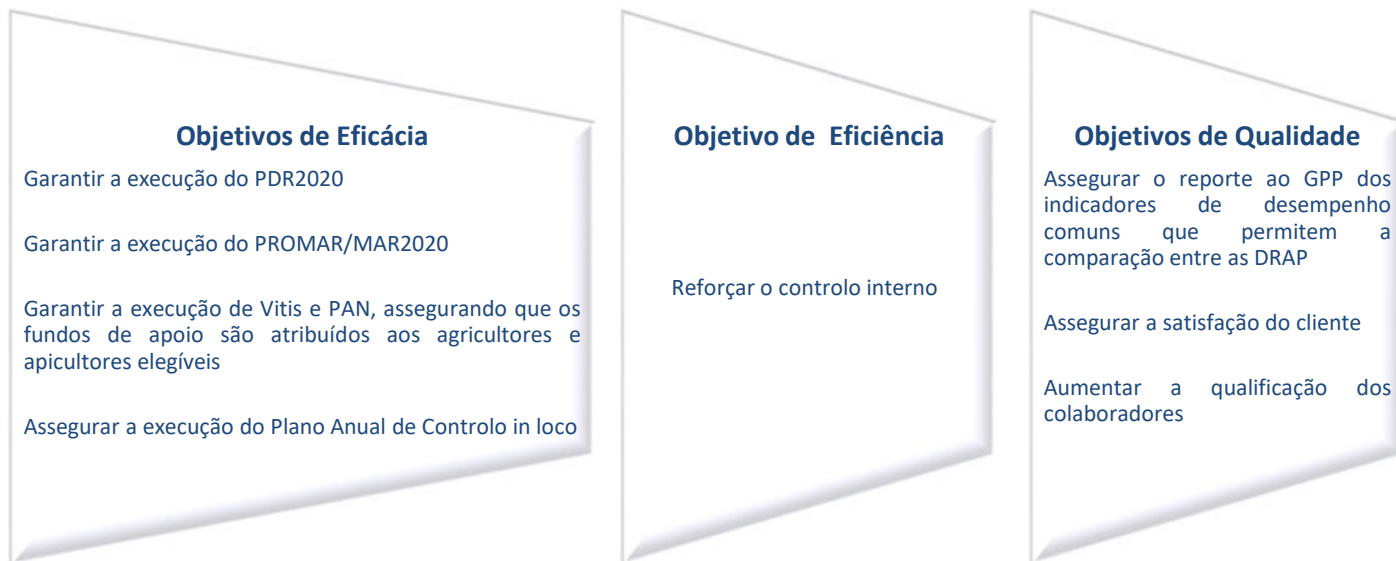 Objetivos de Eficácia
Garantir a execução do PDR2020
Garantir a execução do PROMAR/MAR2020
Garantir a execução de Vitis e PAN, assegurando que os
fundos de apoio são atribuídos aos agricultores e
apicultores elegíveis
Assegurar a execução do Plano Anual de Controlo in loco
Objetivo de Eficiência
Reforçar o controlo interno
Objetivos de Qualidade
Assegurar o reporte ao GPP dos
indicadores de desempenho
comuns que permitem a
comparação entre as DRAP
Assegurar a satisfação do cliente
Aumentar a qualificação dos
colaboradores